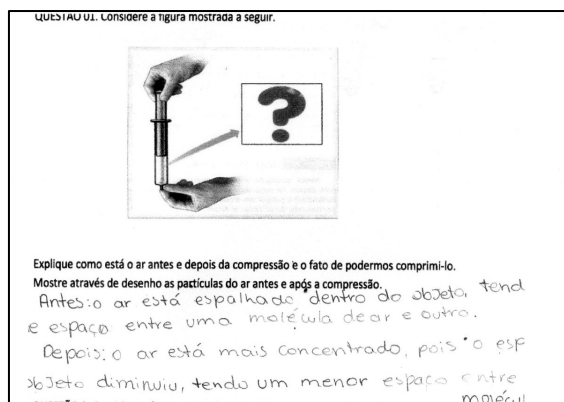 QUESTÃO 01. Considere a figura mostrada a seguir.
?
Explique como está o ar antes e depois da compressão e o fato de podermos comprimi-lo.
Mostre através de desenho as pactículas do ar antes e após a compressão.
Antes: o ar está espalhado dentro do objeto, tend
e espaço entre uma molécula de ar e outra.
Depois: o ar está mais concentrado, pois o esp
objeto diminuiu, tendo um menor espaço entre
molécul